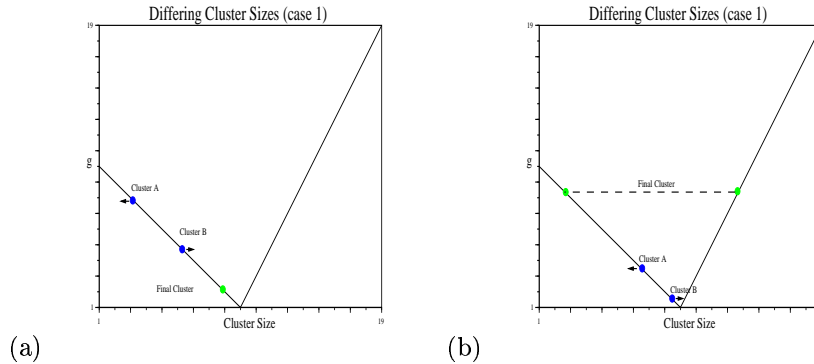 Differing Cluster Sizes (case 1)
19
g
Cluster A
Cluster B
Final Cluster
1
1
Cluster Size
19
(a)
Differing Cluster Sizes (case 1)
19
g
Final Cluster
Cluster A
Cluster B
1
1
Cluster Size
(b)